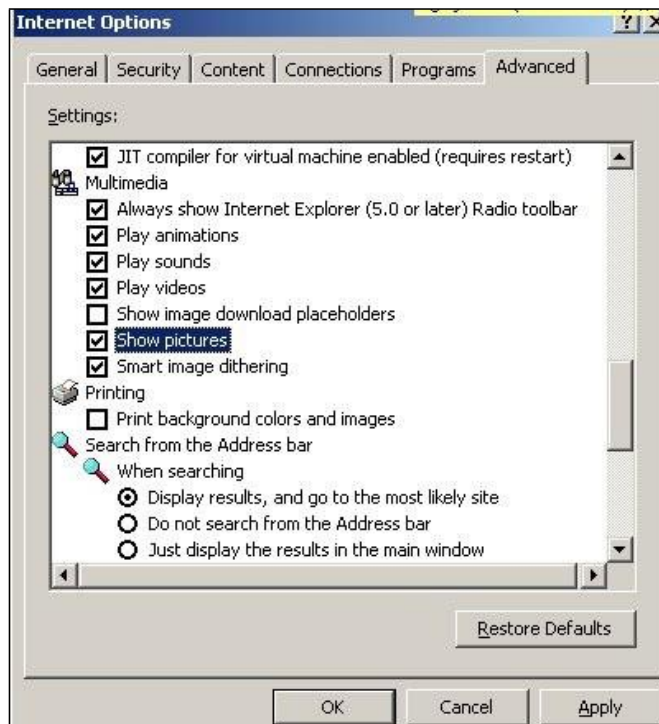 Internet Options
General Security Content Connections Programs Advanced
Settings:
JIT compiler for virtual machine enabled (requires restart)
Multimedia
Always show Internet Explorer (5.0 or later) Radio toolbar
Play animations
Play sounds
Play videos
Show image download placeholders
Show pictures
Smart image dithering
Printing
Print background colors and images
Search from the Address bar
When searching
Display results, and go to the most likely site
Do not search from the Address bar
Just display the results in the main window
Restore Defaults
OK Cancel Apply